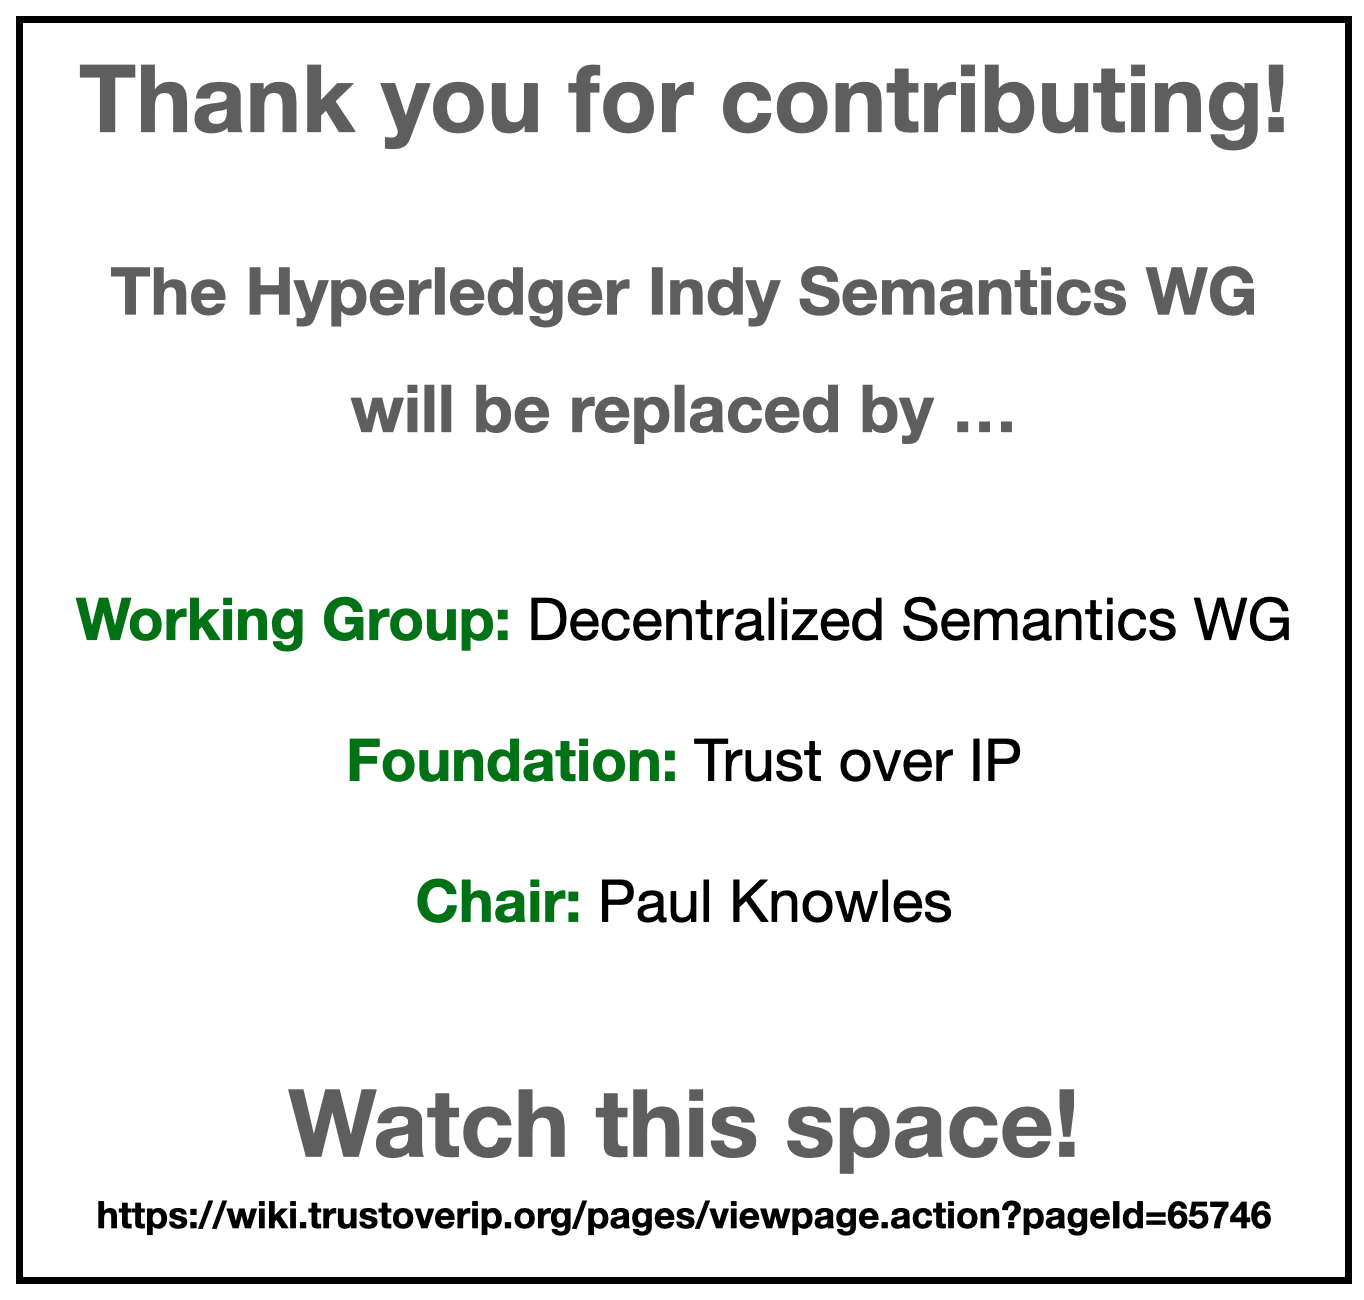 Thank you for contributing!
The Hyperledger Indy Semantics WG
will be replaced by …
Working Group: Decentralized Semantics WG
Foundation: Trust over IP
Chair: Paul Knowles
Watch this space!
https://wiki.trustoverip.org/pages/viewpage.action?pageId=65746